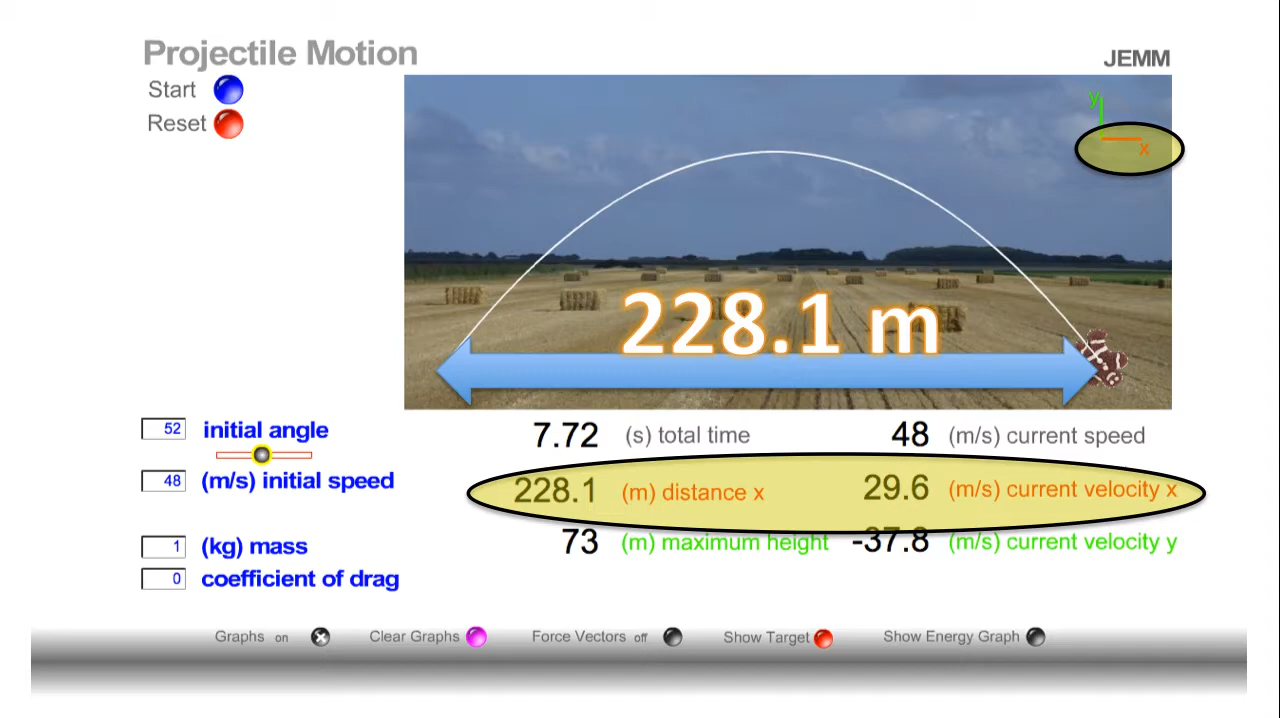 Projectile Motion
JEMM
Start
Reset
y
x
228.1 m
52 initial angle
7.72 (s) total time
48 (m/s) current speed
48 (m/s) initial speed
228.1 (m) distance x
29.6 (m/s) current velocity x
1 (kg) mass
73 (m) maximum height
-37.8 (m/s) current velocity y
0 coefficient of drag
Graphs on
Clear Graphs
Force Vectors off
Show Target
Show Energy Graph